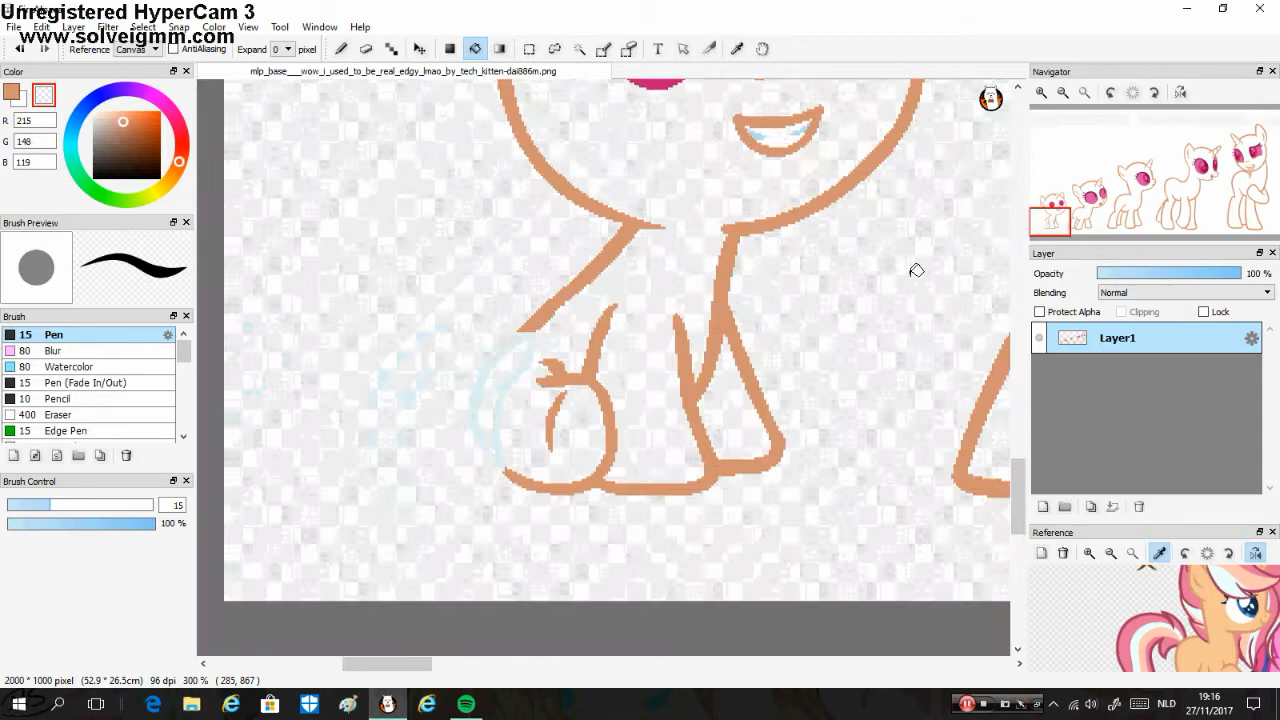 Unregistered HyperCam 3
www.solveigmm.com
File Edit Layer Filter Select Snap Color View Tool Window Help
Reference Canvas AntiAliasing Expand 0 pixel
Color
mlp_base___wow_i_used_to_be_real_edgy_lmao_by_tech_kitten-dai886m.png
Navigator
R 215
G 148
B 119
Brush Preview
Layer
Opacity 100 %
Blending Normal
Protect Alpha Clipping Lock
Brush
15 Pen
Layer1
80 Blur
80 Watercolor
15 Pen (Fade In/Out)
10 Pencil
400 Eraser
15 Edge Pen
Brush Control
15
100 %
Reference
2000 * 1000 pixel (52.9 * 26.5cm) 96 dpi 300 % ( 285, 867 )
NLD
19:16
27/11/2017